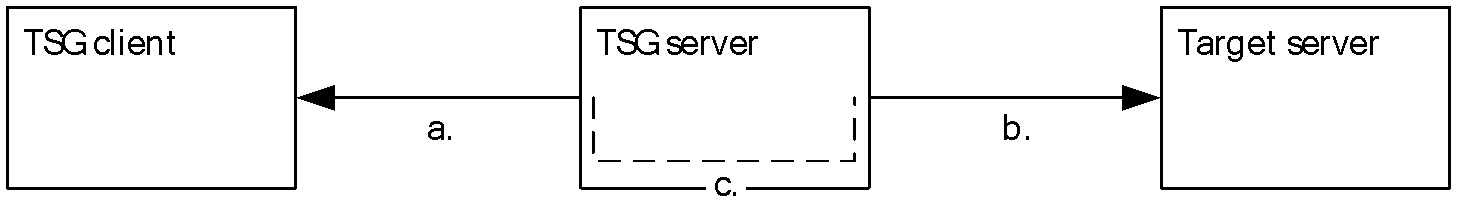 TSG client
TSG server
Target server
a.
b.
c.